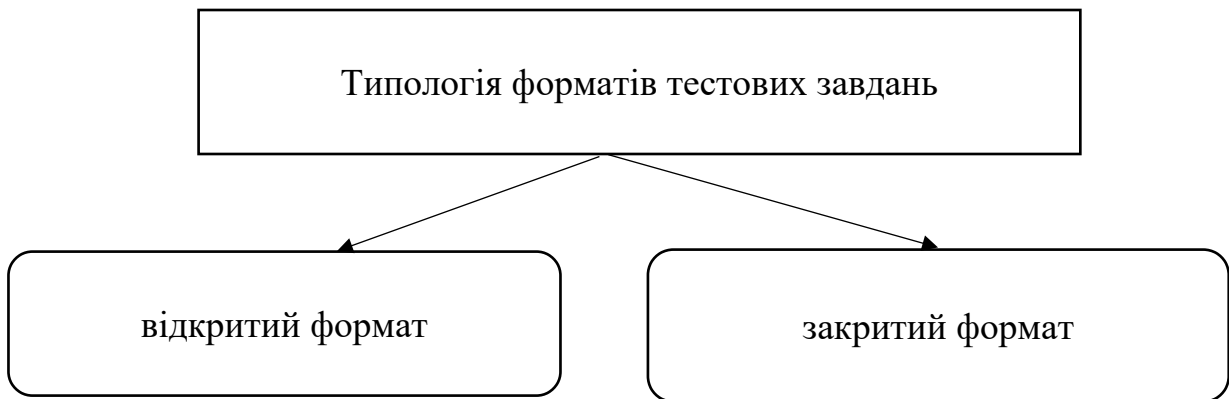 Типологія форматів тестових завдань
відкритий формат
закритий формат